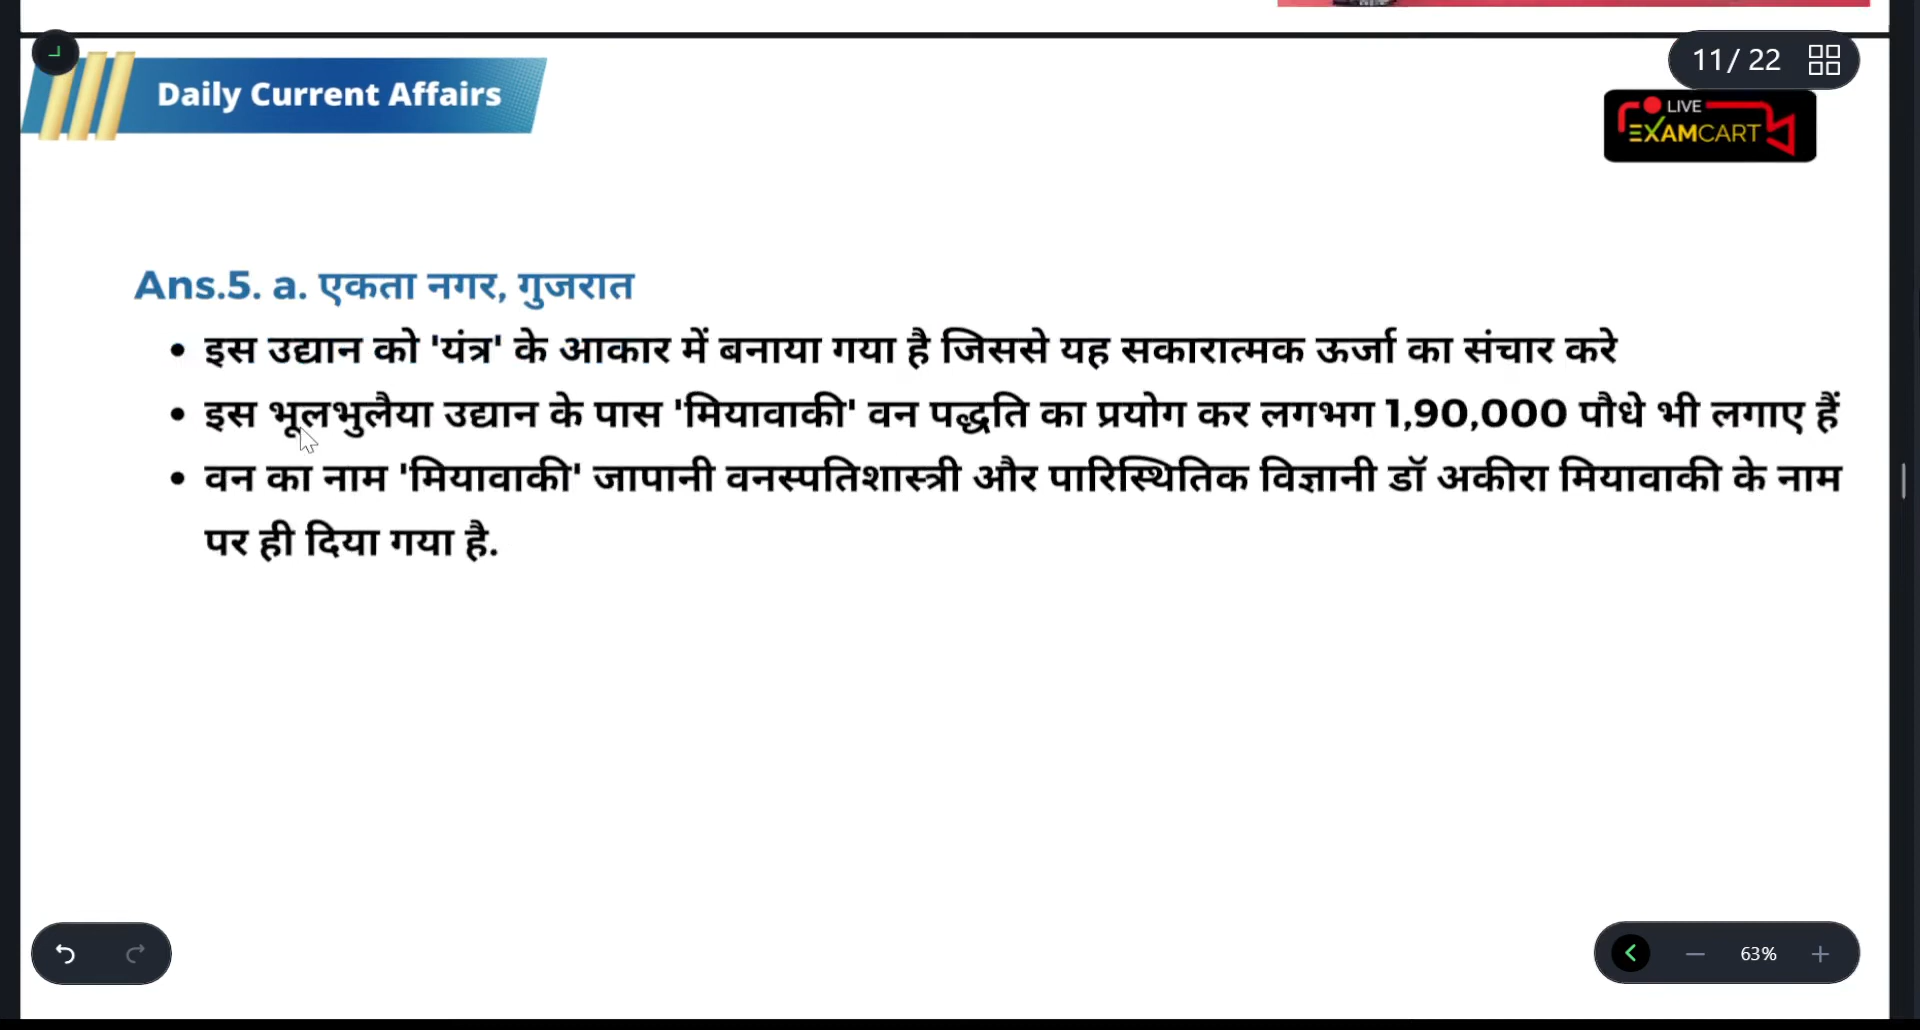 11/ 22
Daily Current Affairs
LIVE
EXAMCART
Ans.5. a. एकता नगर, गुजरात
• इस उद्यान को 'यंत्र' के आकार में बनाया गया है जिससे यह सकारात्मक ऊर्जा का संचार करे
• इस भूलभुलैया उद्यान के पास 'मियावाकी' वन पद्धति का प्रयोग कर लगभग 1,90,000 पौधे भी लगाए हैं
• वन का नाम 'मियावाकी' जापानी वनस्पतिशास्त्री और पारिस्थितिक विज्ञानी डॉ अकीरा मियावाकी के नाम
पर ही दिया गया है.
63%